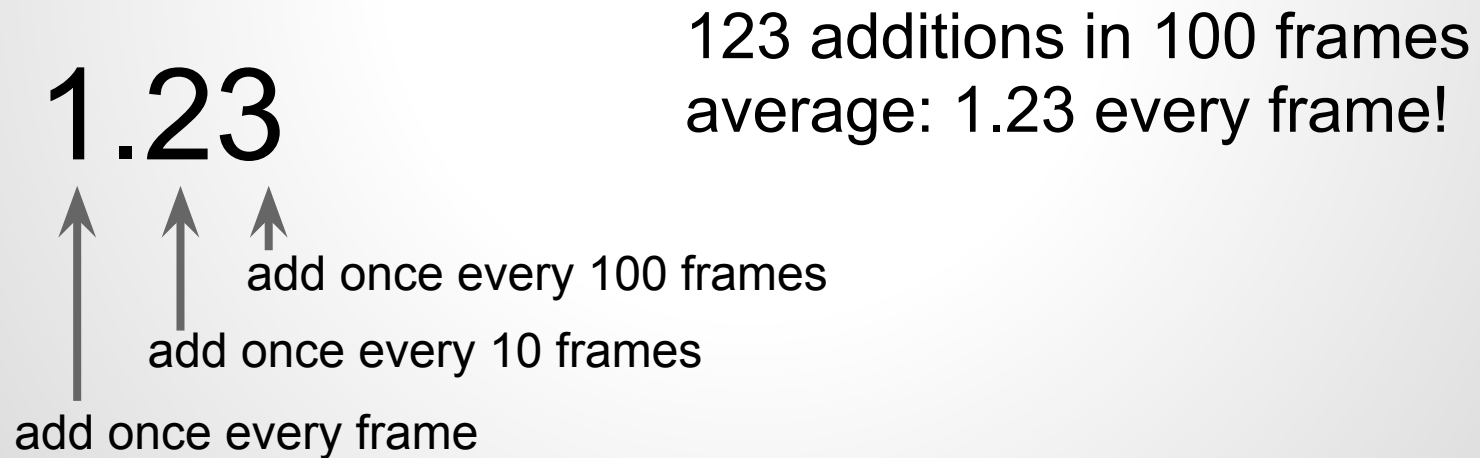 123 additions in 100 frames
average: 1.23 every frame!
1.23
add once every 100 frames
add once every 10 frames
add once every frame